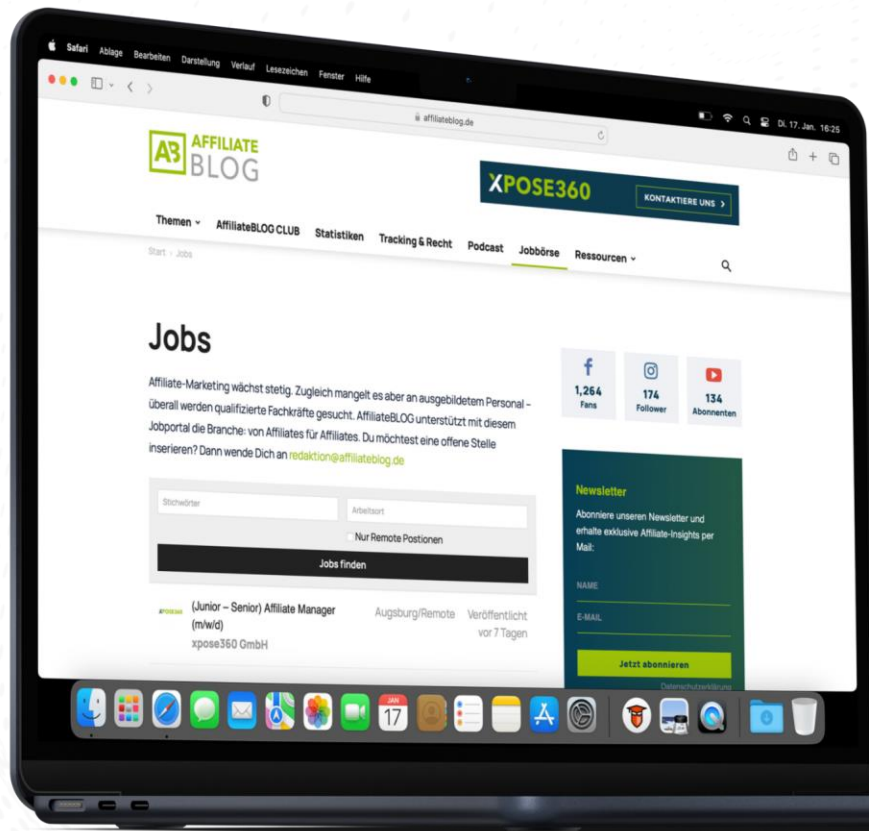 Safari Ablage Bearbeiten Darstellung Verlauf Lesezeichen Fenster Hilfe
Di. 17. Jan. 16:25
affiliateblog.de
AB AFFILIATE
BLOG
XPOSE360
KONTAKTIERE UNS >
Themen AffiliateBLOG CLUB Statistiken Tracking & Recht Podcast Jobbörse Ressourcen
Start › Jobs
Jobs
Affiliate-Marketing wächst stetig. Zugleich mangelt es aber an ausgebildetem Personal –
überall werden qualifizierte Fachkräfte gesucht. AffiliateBLOG unterstützt mit diesem
Jobportal die Branche: von Affiliates für Affiliates. Du möchtest eine offene Stelle
inserieren? Dann wende Dich an redaktion@affiliateblog.de
Stichwörter
Arbeitsort
Nur Remote Postionen
Jobs finden
XPOSE360
(Junior – Senior) Affiliate Manager
(m/w/d)
xpose360 GmbH
Augsburg/Remote
Veröffentlicht
vor 7 Tagen
1,264
Fans
174
Follower
134
Abonnenten
Newsletter
Abonniere unseren Newsletter und
erhalte exklusive Affiliate-Insights per
Mail:
NAME
E-MAIL
Jetzt abonnieren
Datenschutzerklärung
JAN
17